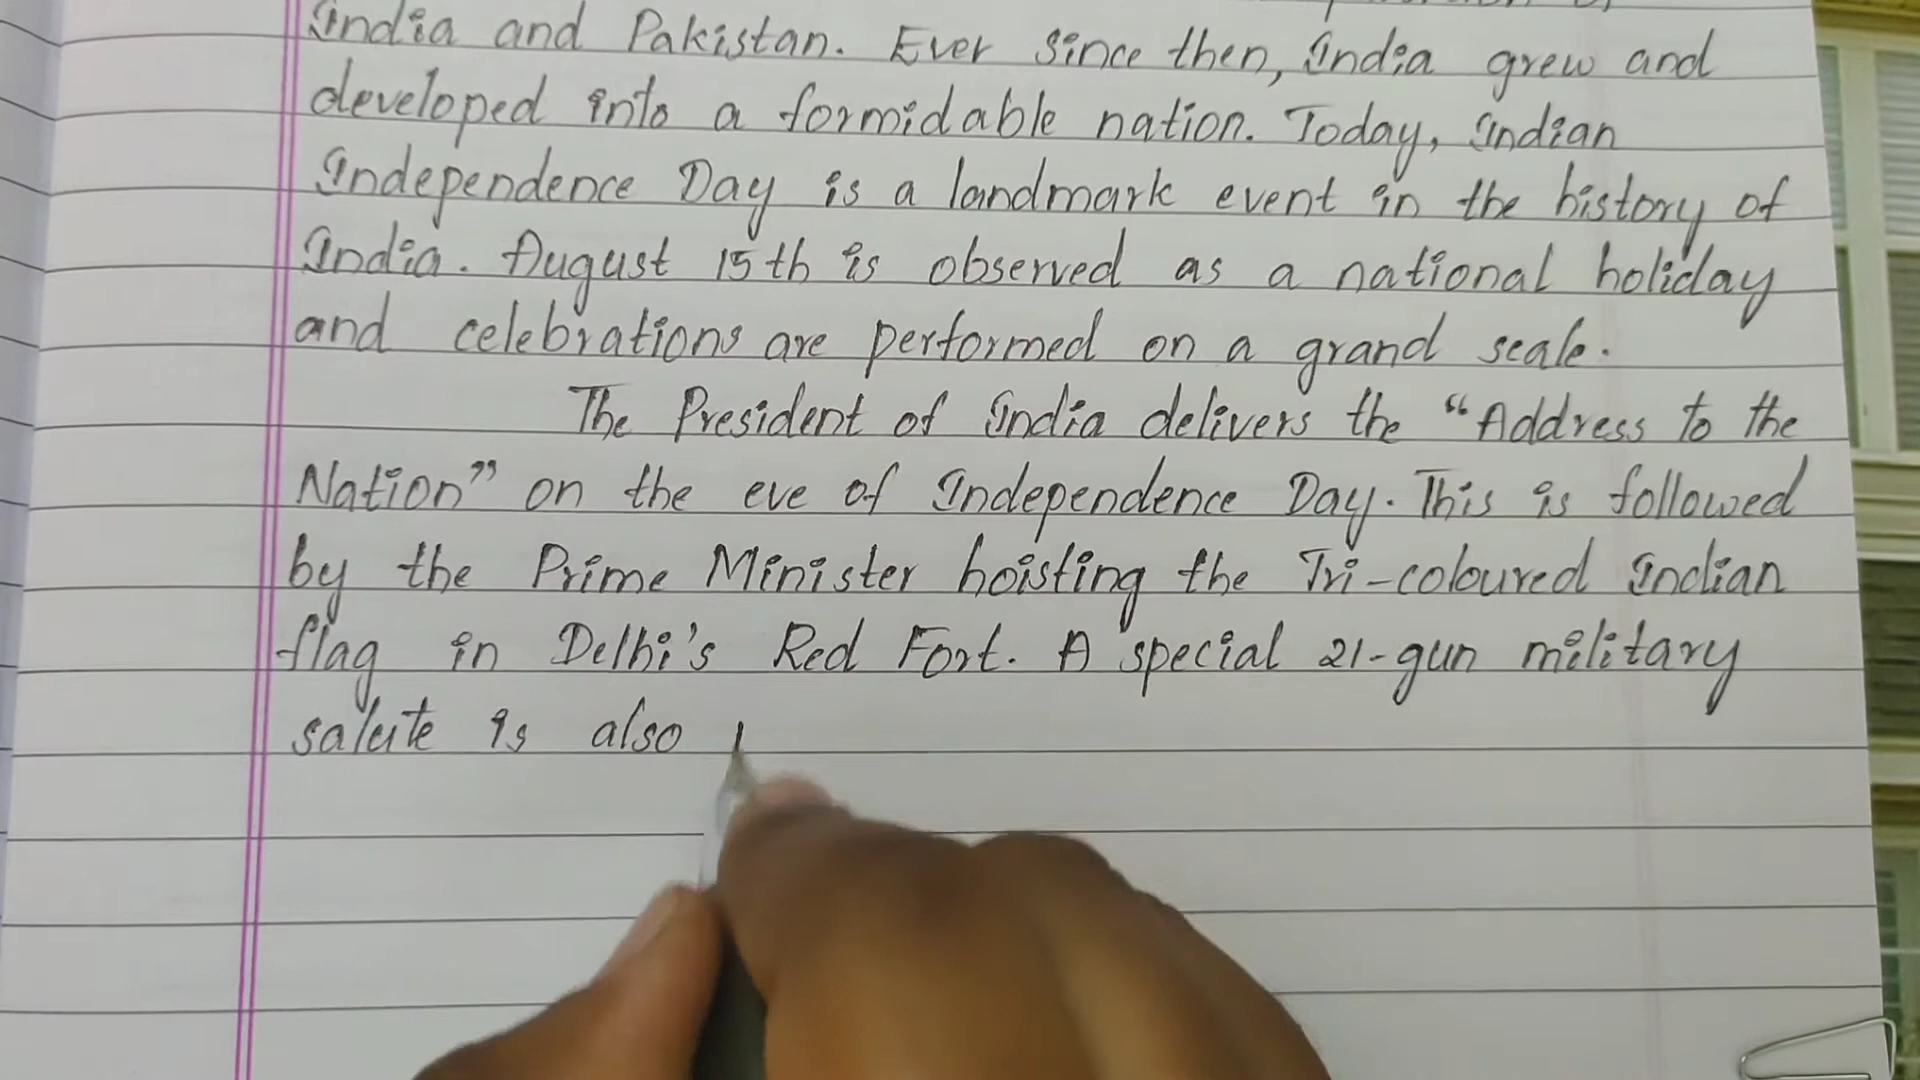 India and Pakistan. Ever since then, India grew and
developed into a formidable nation. Today, Indian
Independence Day is a landmark event in the history of
India. August 15th is observed as a national holiday
and celebrations are performed on a grand scale.
The President of India delivers the “Address to the
Nation” on the eve of Independence Day. This is followed
by the Prime Minister hoisting the Tri-coloured Indian
flag in Delhi's Red Fort. A special 21-gun military
salute is also